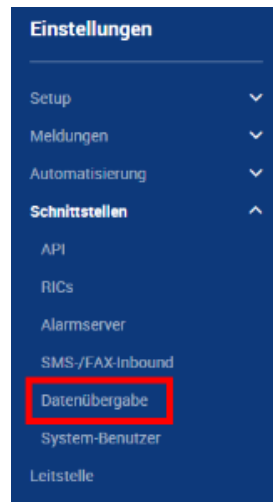 Einstellungen
Setup
Meldungen
Automatisierung
Schnittstellen
API
RICs
Alarmserver
SMS-/FAX-Inbound
Datenübergabe
System-Benutzer
Leitstelle